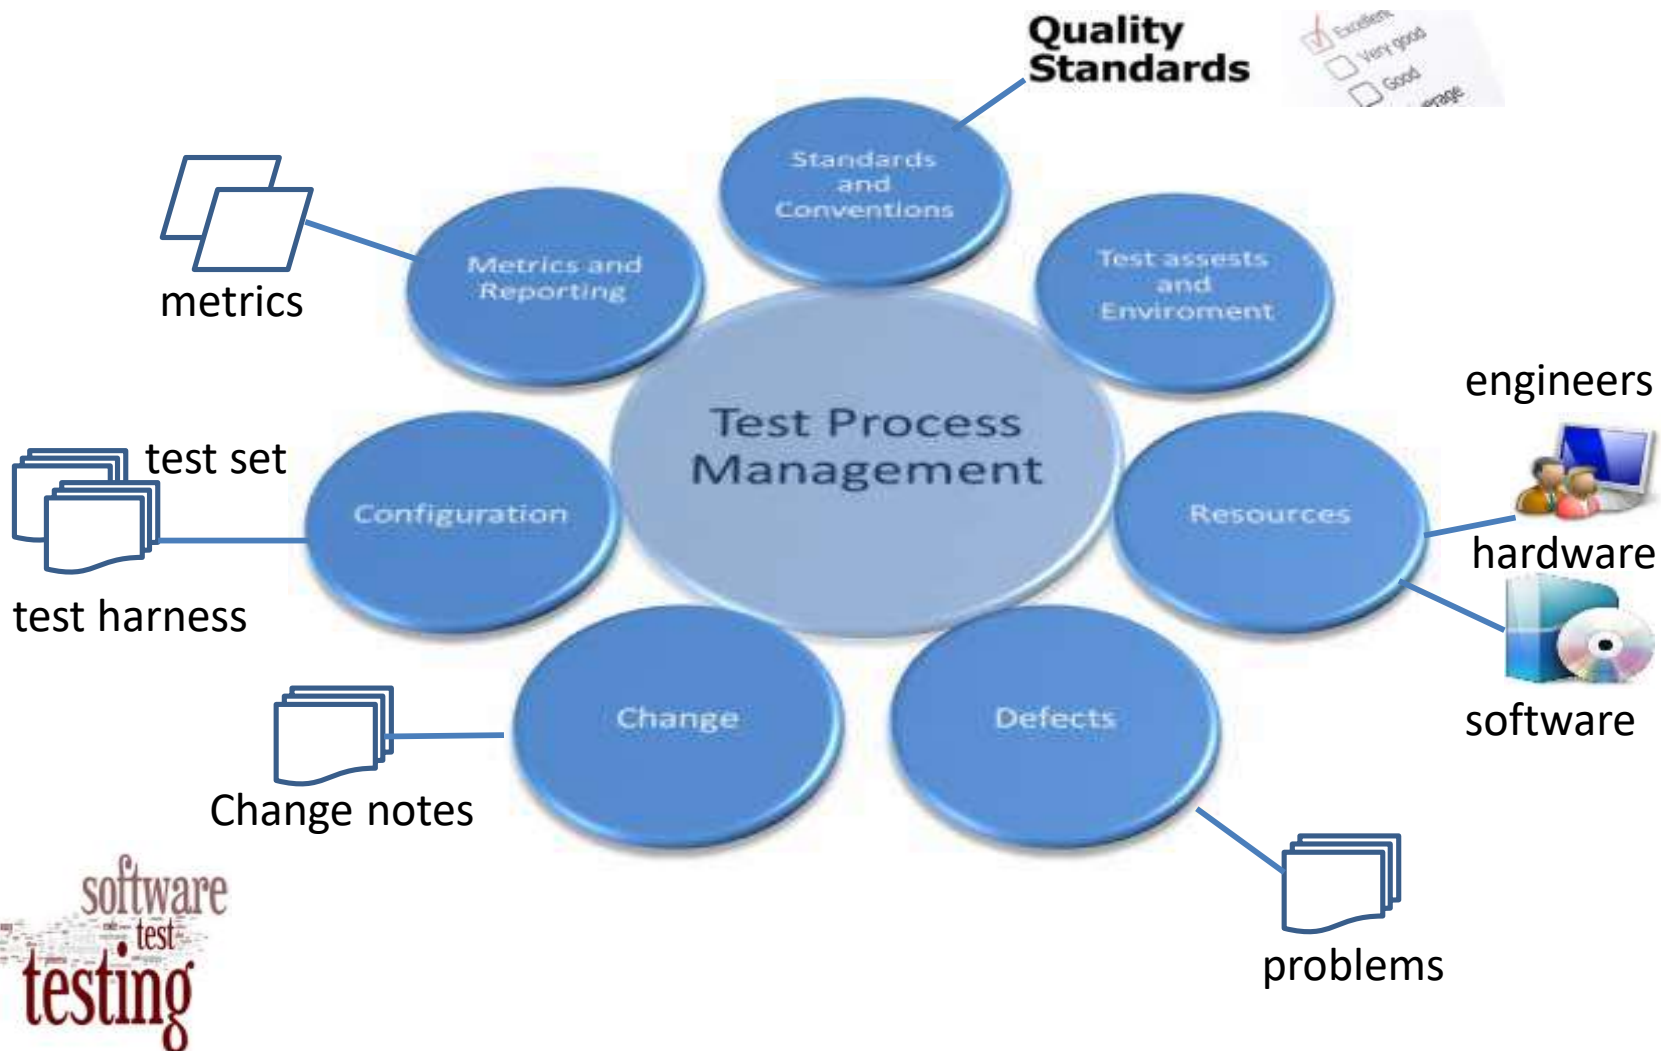 Quality
Standards
Excellent
Very good
Good
Standards
and
Conventions
Metrics and
Reporting
metrics
Test assests
and
Enviroment
Test Process
Management
engineers
hardware
software
Resources
test set
Configuration
test harness
Change
Change notes
Defects
problems
software
test
testing